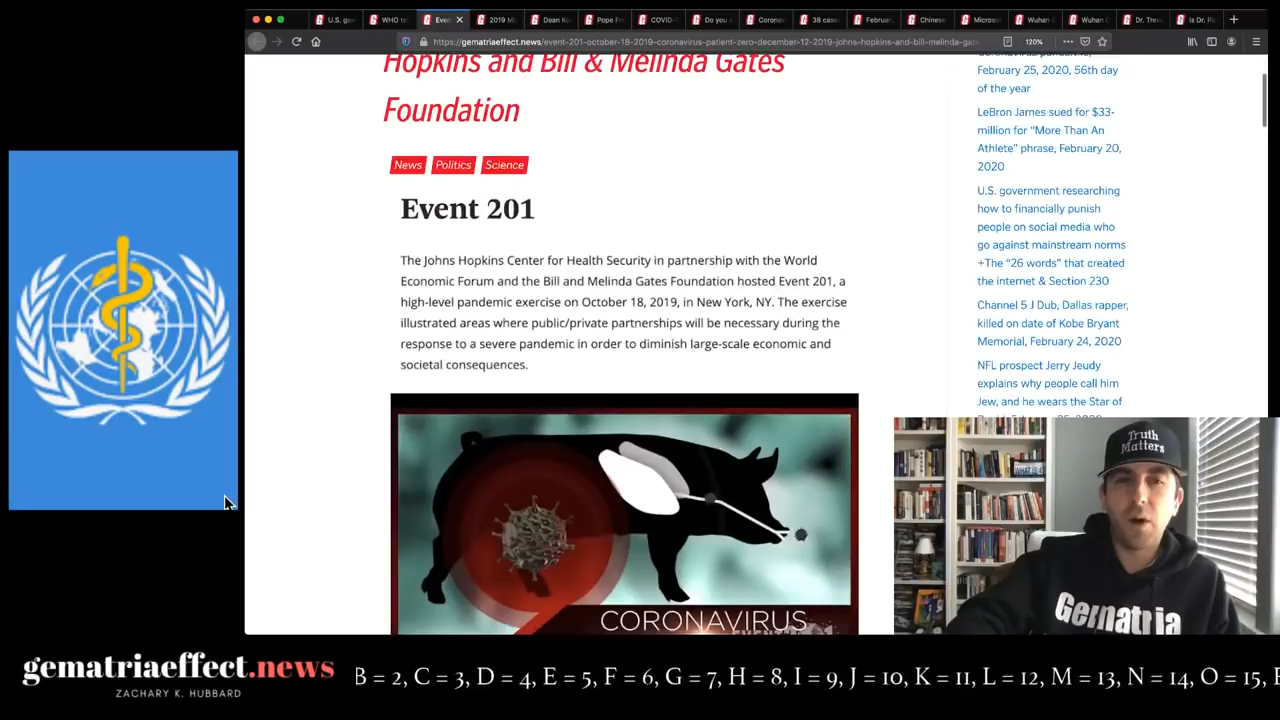 U.S. gov
WHO te
Even
2019 M
Dean Ko
Pope Fr
COVID-
Do you
Coronav
38 case
Februar
Chinese
Microso
Wuhan C
Wuhan C
Dr. Trev
Is Dr. Pi
https://gematriaeffect.news/event-201-october-18-2019-coronavirus-patient-zero-december-12-2019-johns-hopkins-and-bill-melinda-gate
120%
Hopkins and Bill & Melinda Gates
Foundation
News Politics Science
Event 201
The Johns Hopkins Center for Health Security in partnership with the World
Economic Forum and the Bill and Melinda Gates Foundation hosted Event 201, a
high-level pandemic exercise on October 18, 2019, in New York, NY. The exercise
illustrated areas where public/private partnerships will be necessary during the
response to a severe pandemic in order to diminish large-scale economic and
societal consequences.
CORONAVIRUS
February 25, 2020, 56th day
of the year
LeBron James sued for $33-
million for “More Than An
Athlete” phrase, February 20,
2020
U.S. government researching
how to financially punish
people on social media who
go against mainstream norms
+The “26 words” that created
the internet & Section 230
Channel 5 J Dub, Dallas rapper,
killed on date of Kobe Bryant
Memorial, February 24, 2020
NFL prospect Jerry Jeudy
explains why people call him
Jew, and he wears the Star of
Truth
Matters
Gematria
gematriaeffect.news
ZACHARY K. HUBBARD
B = 2, C = 3, D = 4, E = 5, F = 6, G = 7, H = 8, I = 9, J = 10, K = 11, L = 12, M = 13, N = 14, O = 15,